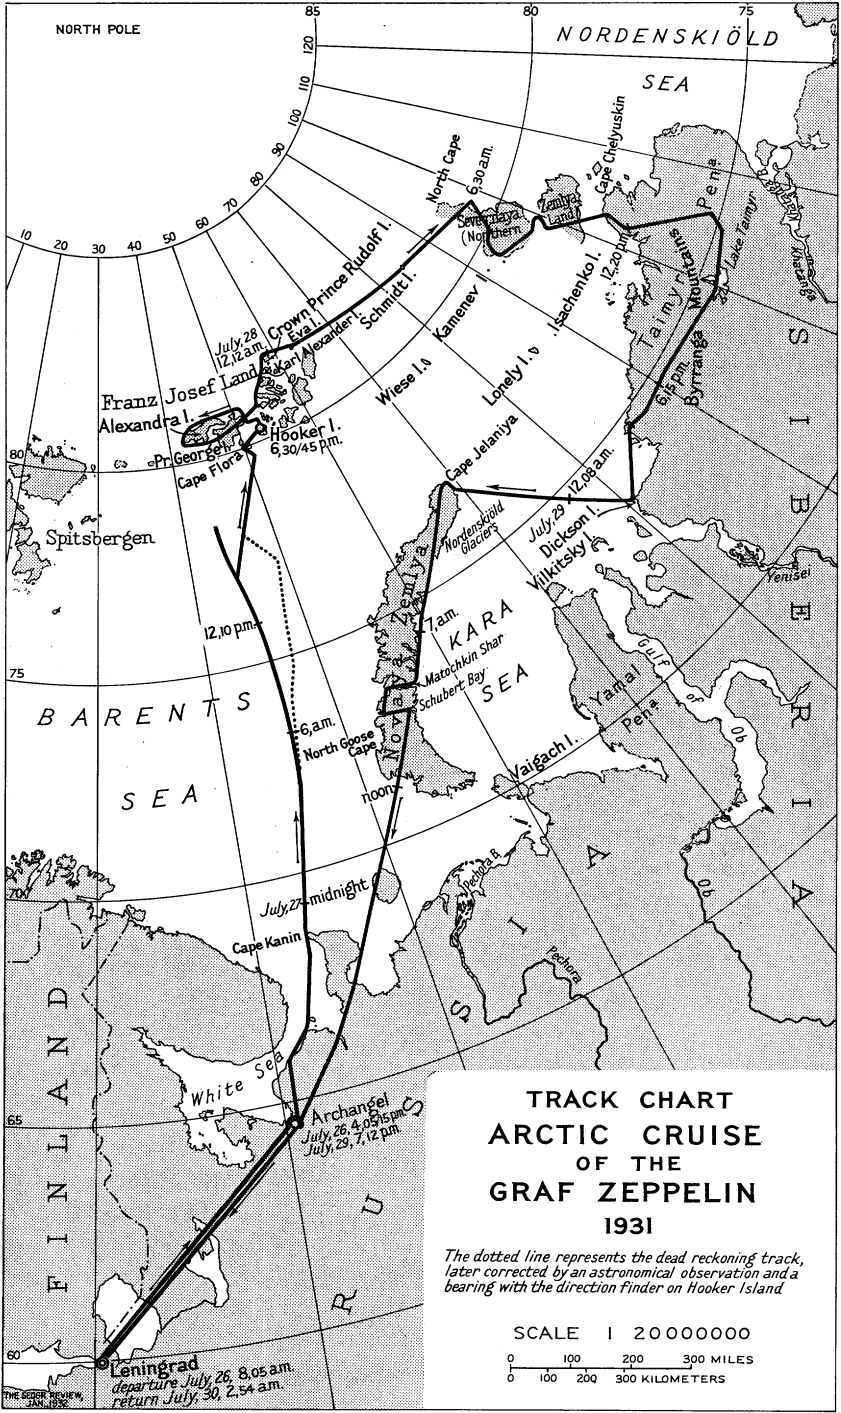 85
80
75
NORTH POLE
NORDENSKIÖLD
SEA
120
110
100
90
80
70
60
50
40
30
20
10
North Cape
6,30 a.m.
Cape Chelyuskin
Severnaya
(Northern
Zemlya
Land)
Taimyr Pen.a
Lake Taimyr
Khatanga
Byrranga Mountains
12,20 p.m.
6,15 p.m.
July, 28
12,12 a.m.
Crown Prince Rudolf I.
Eva I.
Karl Alexander I.
Schmidt I.
Kamenev I.
Isachenko I.
Wiese I.
Lonely I.
Franz Josef Land
Alexandra I.
Hooker I.
6,30/45 p.m.
Pr. George I.
Cape Flora
80
Spitsbergen
Cape Jelaniya
Nordenskiöld
Glaciers
July, 29 12,08 a.m.
Dickson I.
Vilkitsky I.
Yenisei
SIBERIA
12,10 p.m.
Novaya Zemlya
7, a.m.
KARA
SEA
Matochkin Shar
Schubert Bay
Yamal
Pen.a
Gulf of Ob
75
BARENTS
SEA
6, a.m.
North Goose
Cape
noon
Vaigach I.
Ob
70
July, 27 midnight
Pechora B.
Cape Kanin
Pechora
FINLAND
RUSSIA
White Sea
65
Archangel
July, 26, 4,05/15 p.m.
July, 29, 7,12 p.m.
60
Leningrad
departure July, 26, 8,05 a.m.
return July, 30, 2,54 a.m.
THE GEOGR. REVIEW,
JAN., 1932
TRACK CHART
ARCTIC CRUISE
OF THE
GRAF ZEPPELIN
1931
The dotted line represents the dead reckoning track,
later corrected by an astronomical observation and a
bearing with the direction finder on Hooker Island
SCALE 1 20000000
0 100 200 300 MILES
0 100 200 300 KILOMETERS